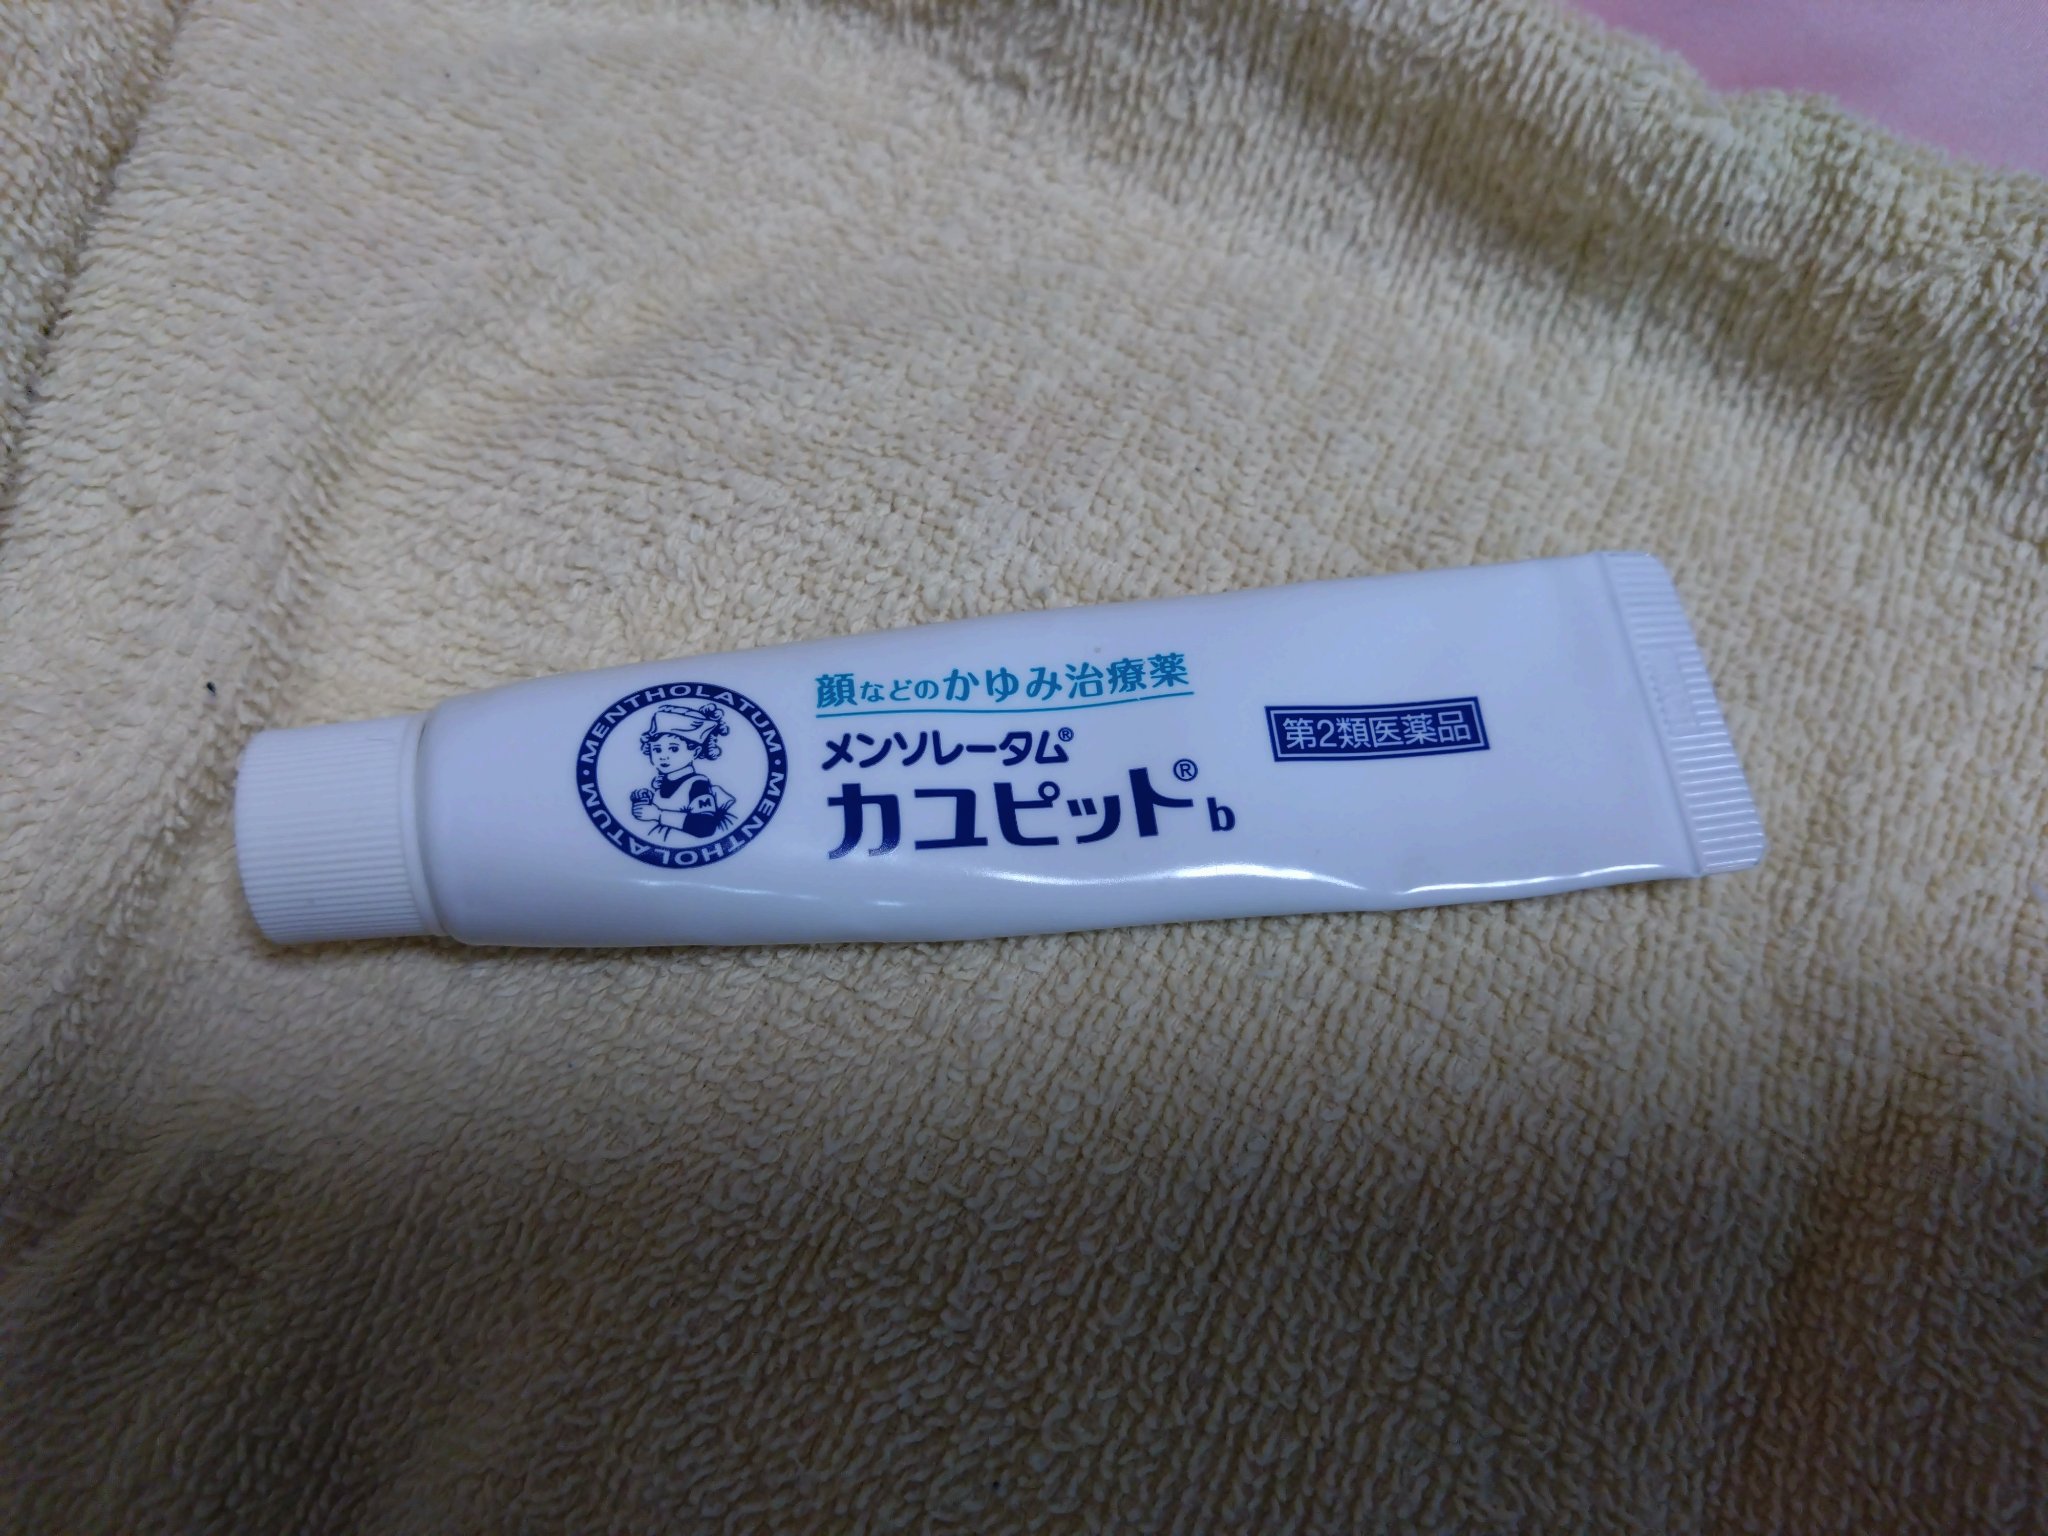 MENTHOLATUM・MENTHOLATUM・
M
顔などのかゆみ治療薬
メンソレータム®
カユピット®b
第2類医薬品